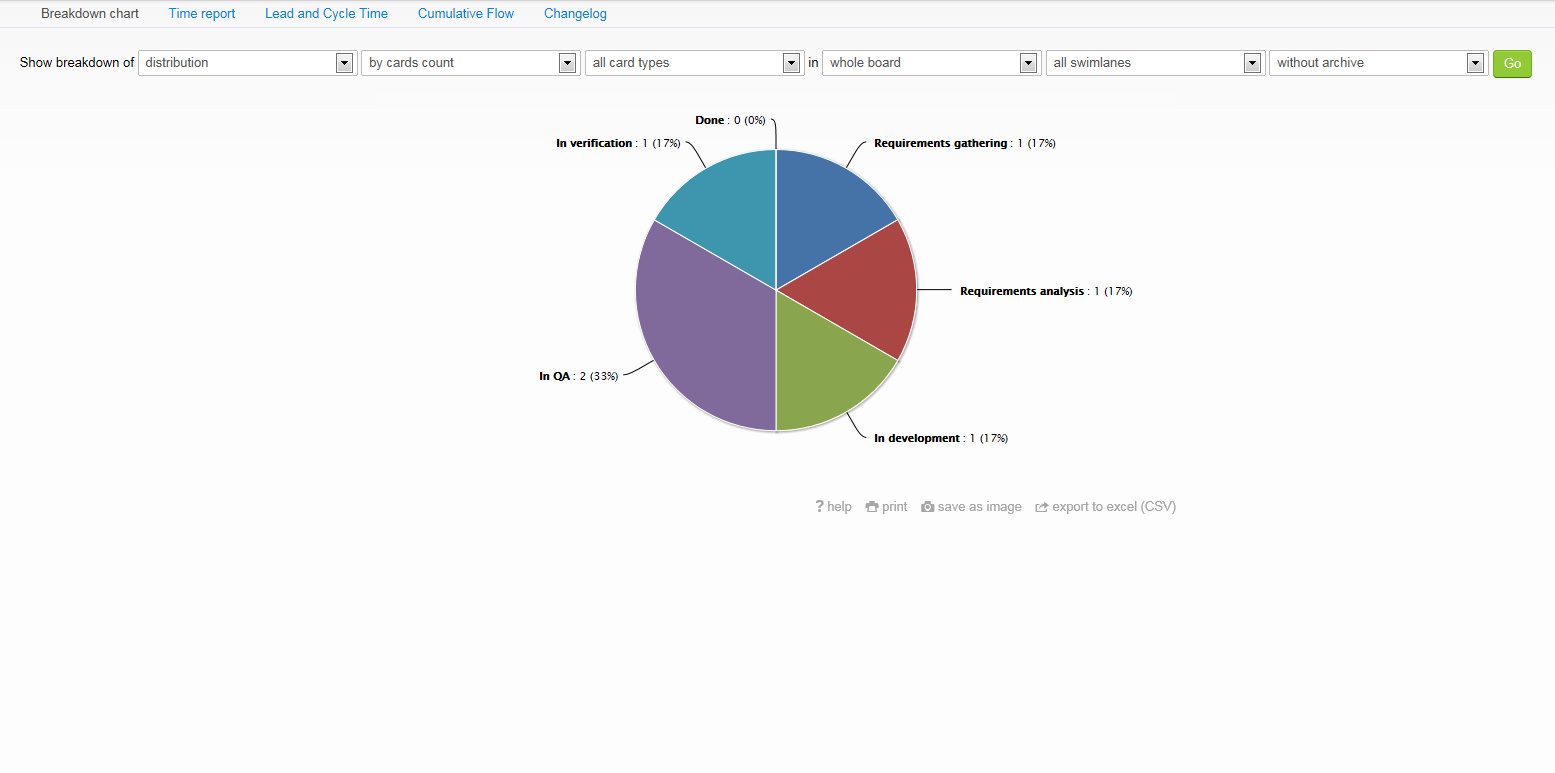 Breakdown chart Time report Lead and Cycle Time Cumulative Flow Changelog
Show breakdown of distribution by cards count all card types in whole board all swimlanes without archive Go
Done : 0 (0%)
In verification : 1 (17%)
Requirements gathering : 1 (17%)
Requirements analysis : 1 (17%)
In QA : 2 (33%)
In development : 1 (17%)
? help print save as image export to excel (CSV)